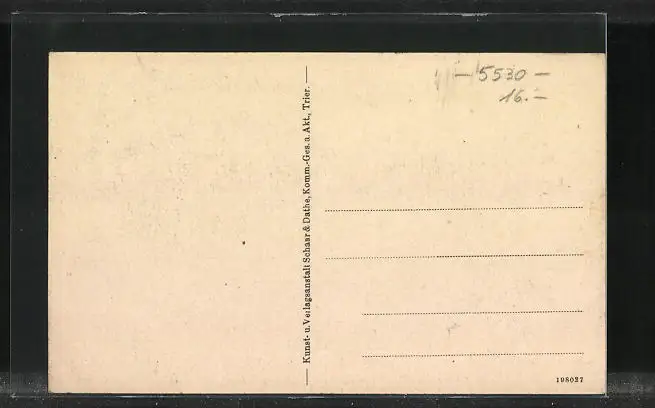 Kunst- u. Verlagsanstalt Schaar & Dathe, Komm.-Ges. a. Akt., Trier.
– 5530 –
16.–
198027